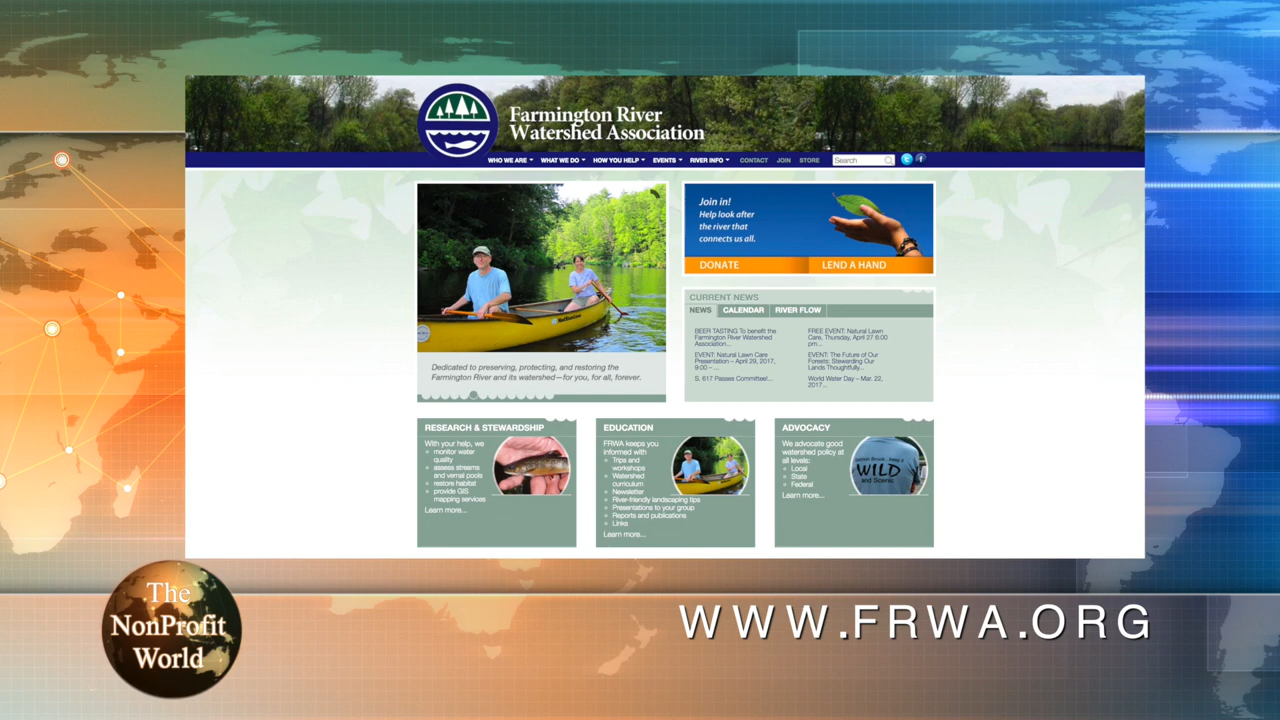 Farmington River
Watershed Association
WHO WE ARE WHAT WE DO HOW YOU HELP EVENTS RIVER INFO CONTACT JOIN STORE Search
Join in!
Help look after
the river that
connects us all.
DONATE LEND A HAND
Dedicated to preserving, protecting, and restoring the
Farmington River and its watershed—for you, for all, forever.
CURRENT NEWS
NEWS CALENDAR RIVER FLOW
BEER TASTING To benefit the
Farmington River Watershed
Association...
EVENT: Natural Lawn Care
Presentation – April 29, 2017,
9:00 – ...
S. 617 Passes Committee!...
FREE EVENT: Natural Lawn
Care, Thursday, April 27 6:00
pm...
EVENT: The Future of Our
Forests: Stewarding Our
Lands Thoughtfully...
World Water Day – Mar. 22,
2017...
RESEARCH & STEWARDSHIP
With your help, we
monitor water
quality
assess streams
and vernal pools
restore habitat
provide GIS
mapping services
Learn more...
EDUCATION
FRWA keeps you
informed with
Trips and
workshops
Watershed
curriculum
Newsletter
River-friendly landscaping tips
Presentations to your group
Reports and publications
Links
Learn more...
ADVOCACY
We advocate good
watershed policy at
all levels:
Local
State
Federal
Learn more...
WILD
and Scenic
The
NonProfit
World
WWW.FRWA.ORG